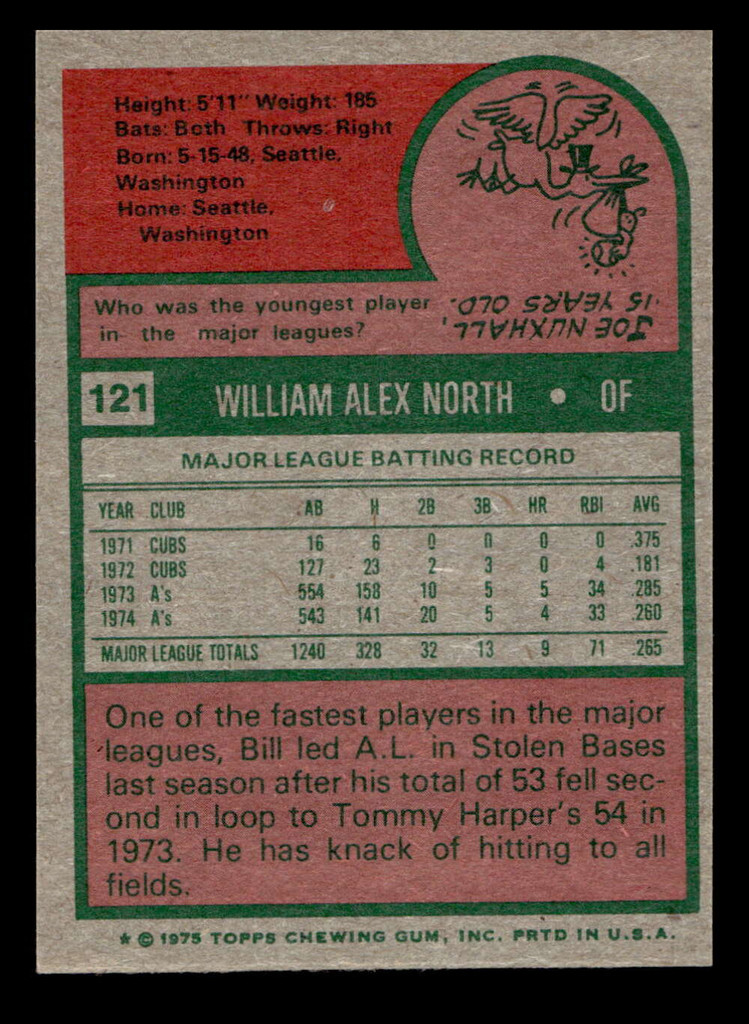 Height: 5'11" Weight: 185
Bats: Both Throws: Right
Born: 5-15-48, Seattle,
Washington
Home: Seattle,
Washington
Who was the youngest player
in the major leagues?
JOE NUXHALL,
15 YEARS OLD.
121 WILLIAM ALEX NORTH • OF
MAJOR LEAGUE BATTING RECORD
YEAR CLUB AB H 2B 3B HR RBI AVG
1971 CUBS 16 6 0 0 0 0 .375
1972 CUBS 127 23 2 3 0 4 .181
1973 A's 554 158 10 5 5 34 .285
1974 A's 543 141 20 5 4 33 .260
MAJOR LEAGUE TOTALS 1240 328 32 13 9 71 .265
One of the fastest players in the major
leagues, Bill led A.L. in Stolen Bases
last season after his total of 53 fell sec-
ond in loop to Tommy Harper's 54 in
1973. He has knack of hitting to all
fields.
★ © 1975 TOPPS CHEWING GUM, INC. PRTD IN U.S.A.